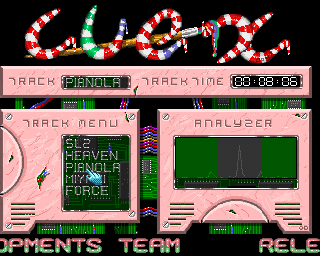 TRACK PIANOLA TRACKTIME 00:08:06
TRACK MENU
SL2
HEAVEN
PIANOLA
FORCE
ANALYZER
OPMENTS TEAM RELE